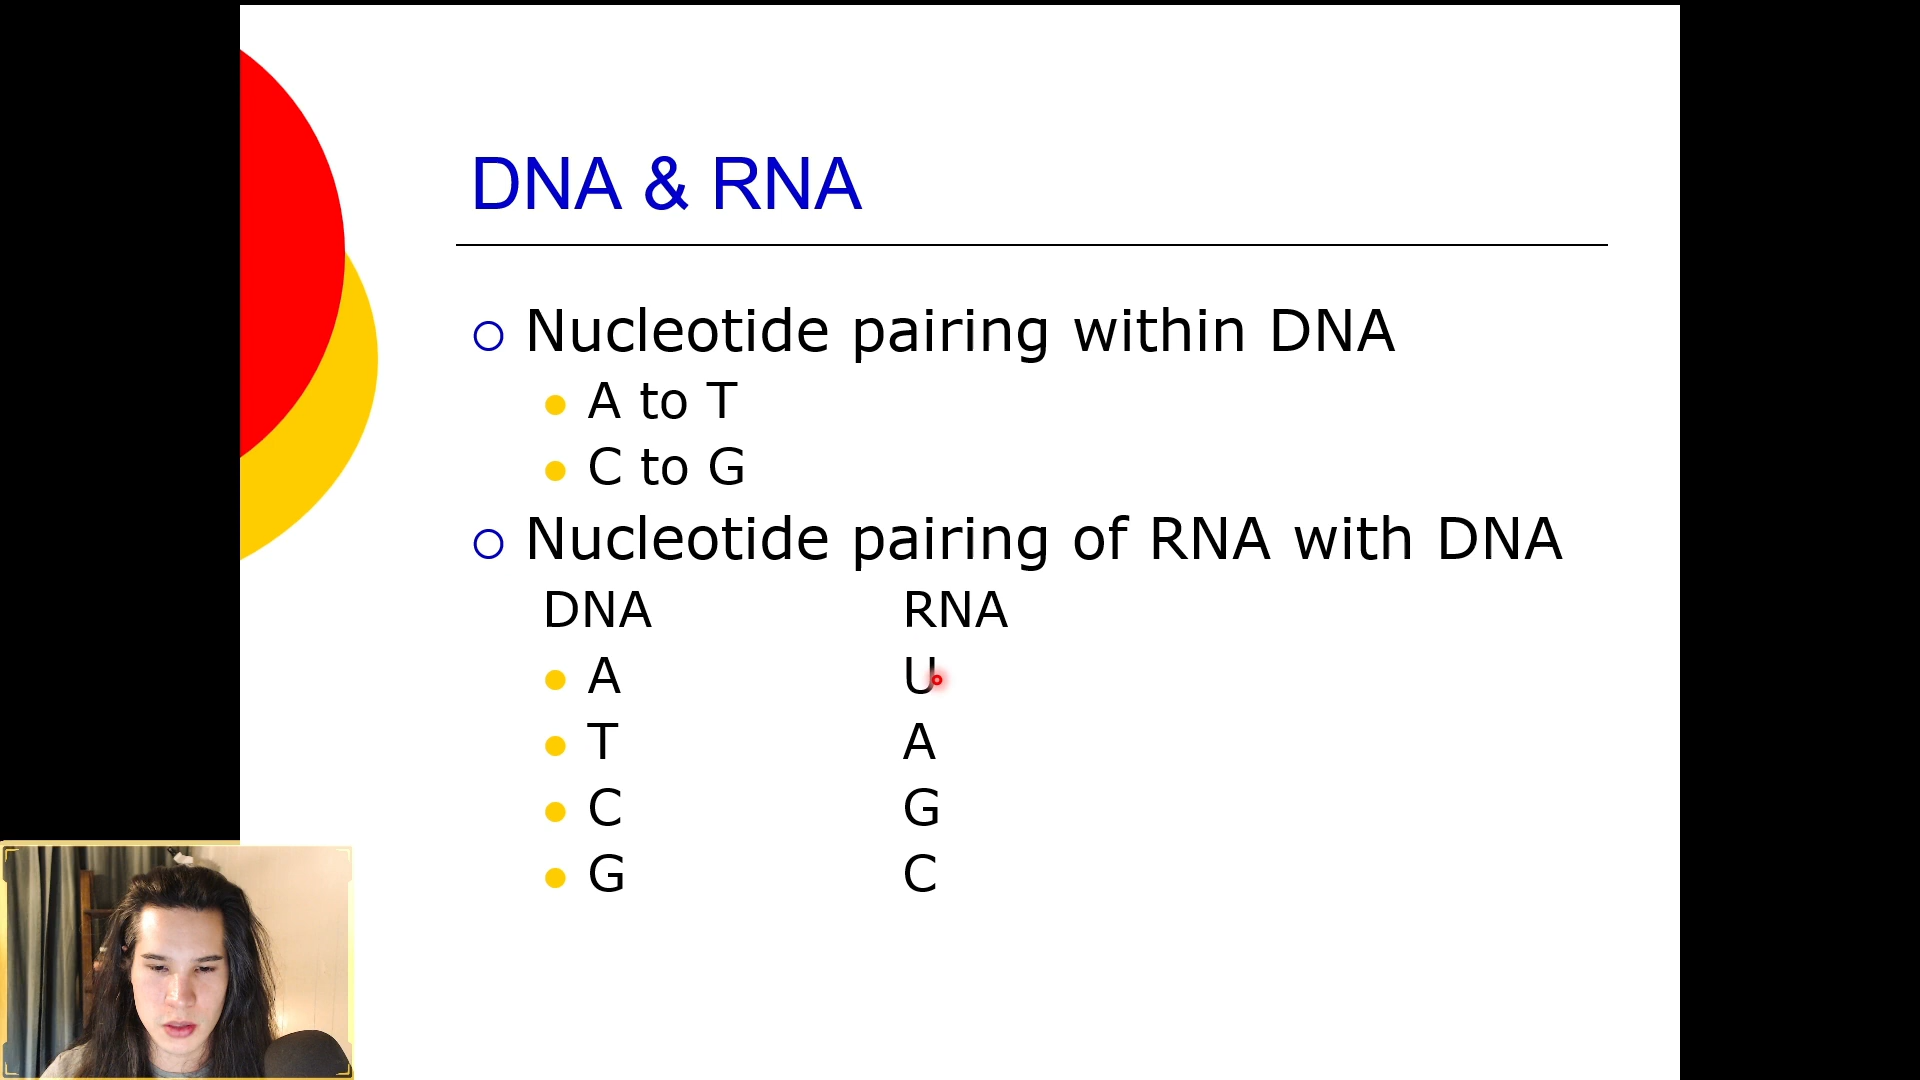 DNA & RNA
Nucleotide pairing within DNA
A to T
C to G
Nucleotide pairing of RNA with DNA
DNA RNA
A U
T A
C G
G C